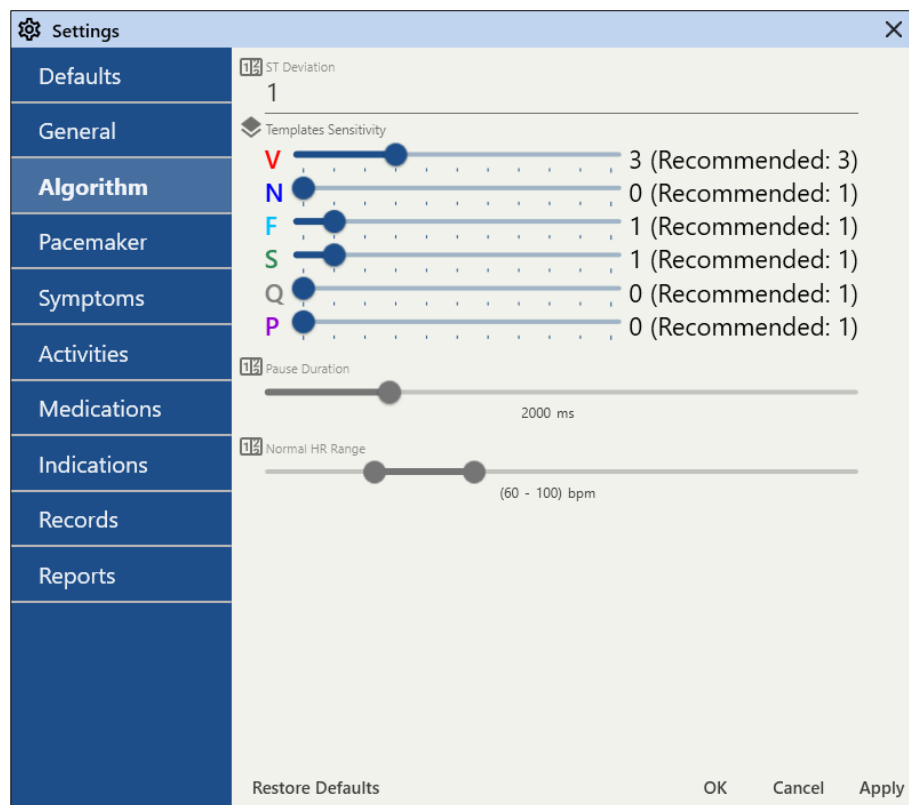 Settings
Defaults
General
Algorithm
Pacemaker
Symptoms
Activities
Medications
Indications
Records
Reports
ST Deviation
1
Templates Sensitivity
V 3 (Recommended: 3)
N 0 (Recommended: 1)
F 1 (Recommended: 1)
S 1 (Recommended: 1)
Q 0 (Recommended: 1)
P 0 (Recommended: 1)
Pause Duration
2000 ms
Normal HR Range
(60 - 100) bpm
Restore Defaults OK Cancel Apply